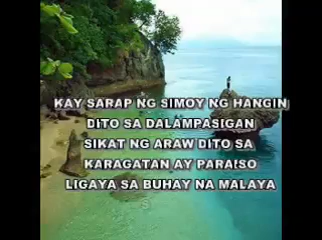 KAY SARAP NG SIMOY NG HANGIN
DITO SA DALAMPASIGAN
SIKAT NG ARAW DITO SA
KARAGATAN AY PARAISO
LIGAYA SA BUHAY NA MALAYA